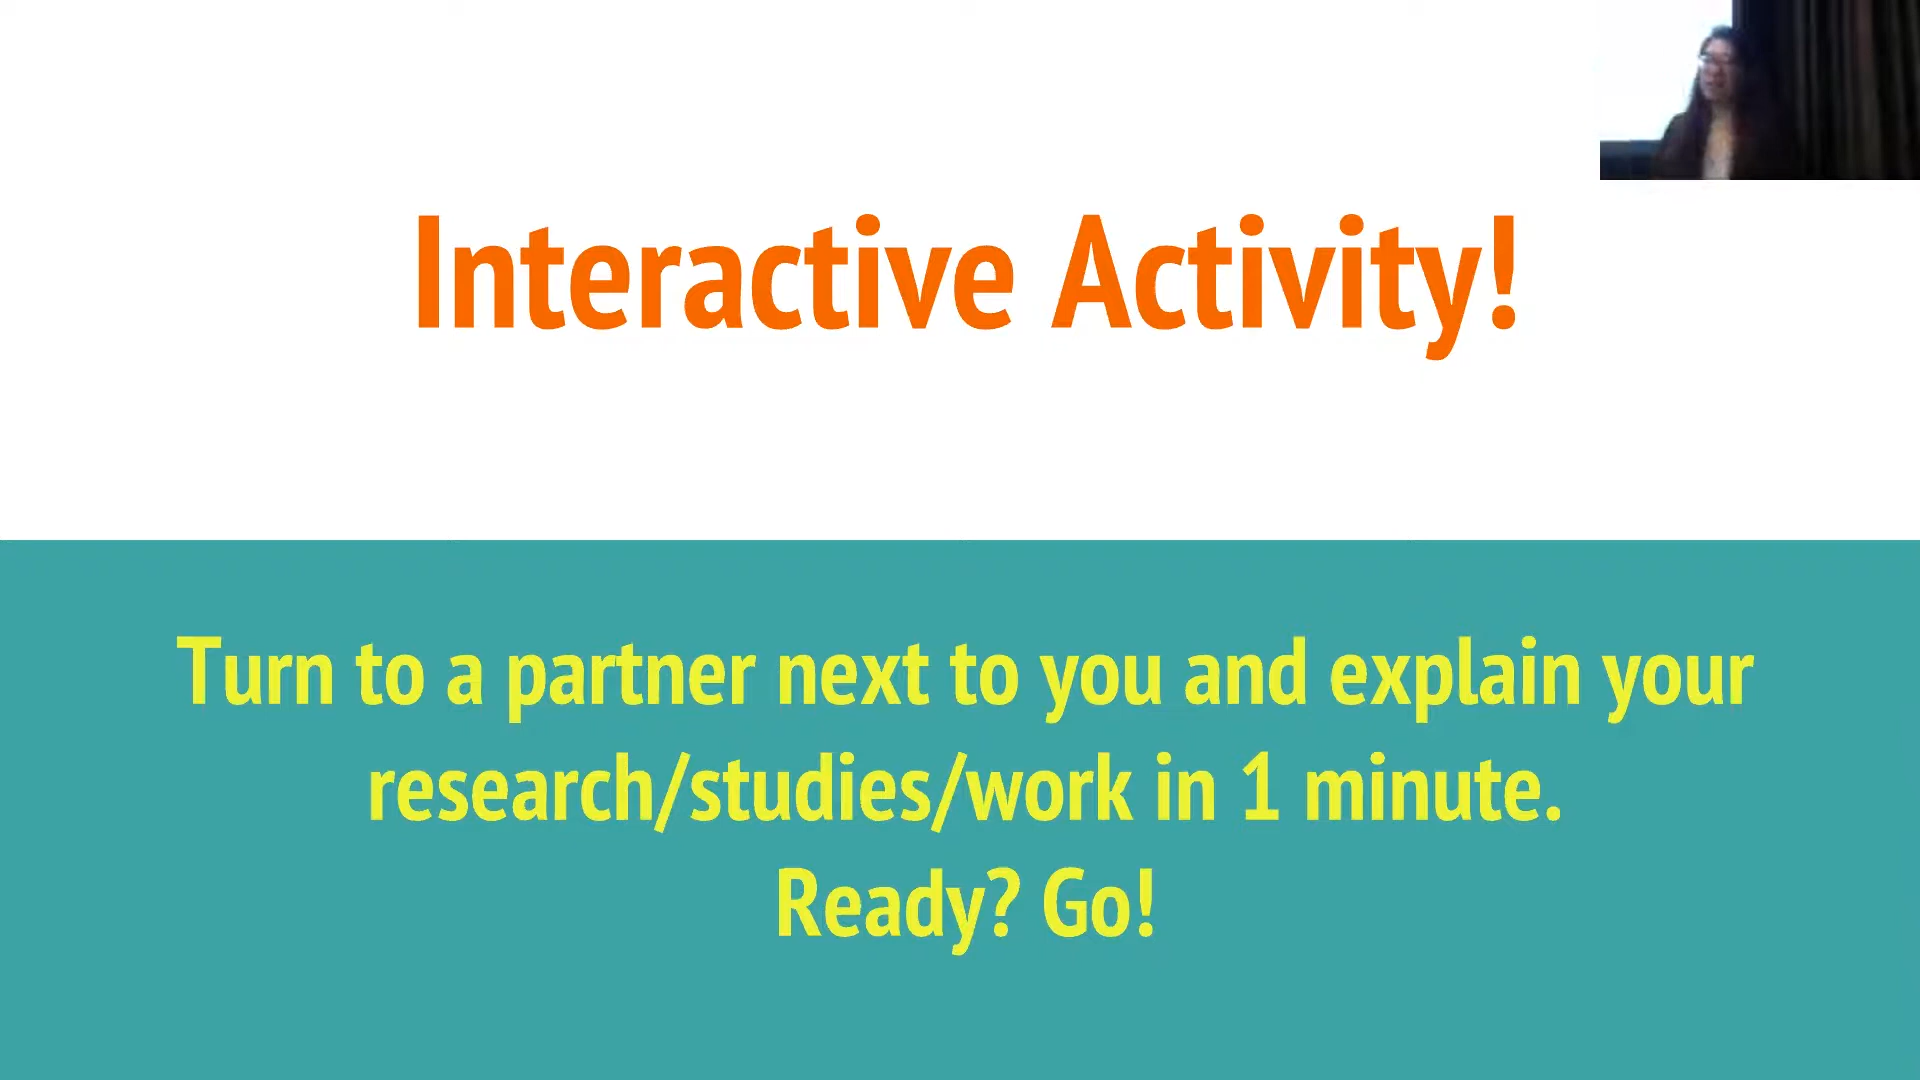 Interactive Activity!
Turn to a partner next to you and explain your
research/studies/work in 1 minute.
Ready? Go!